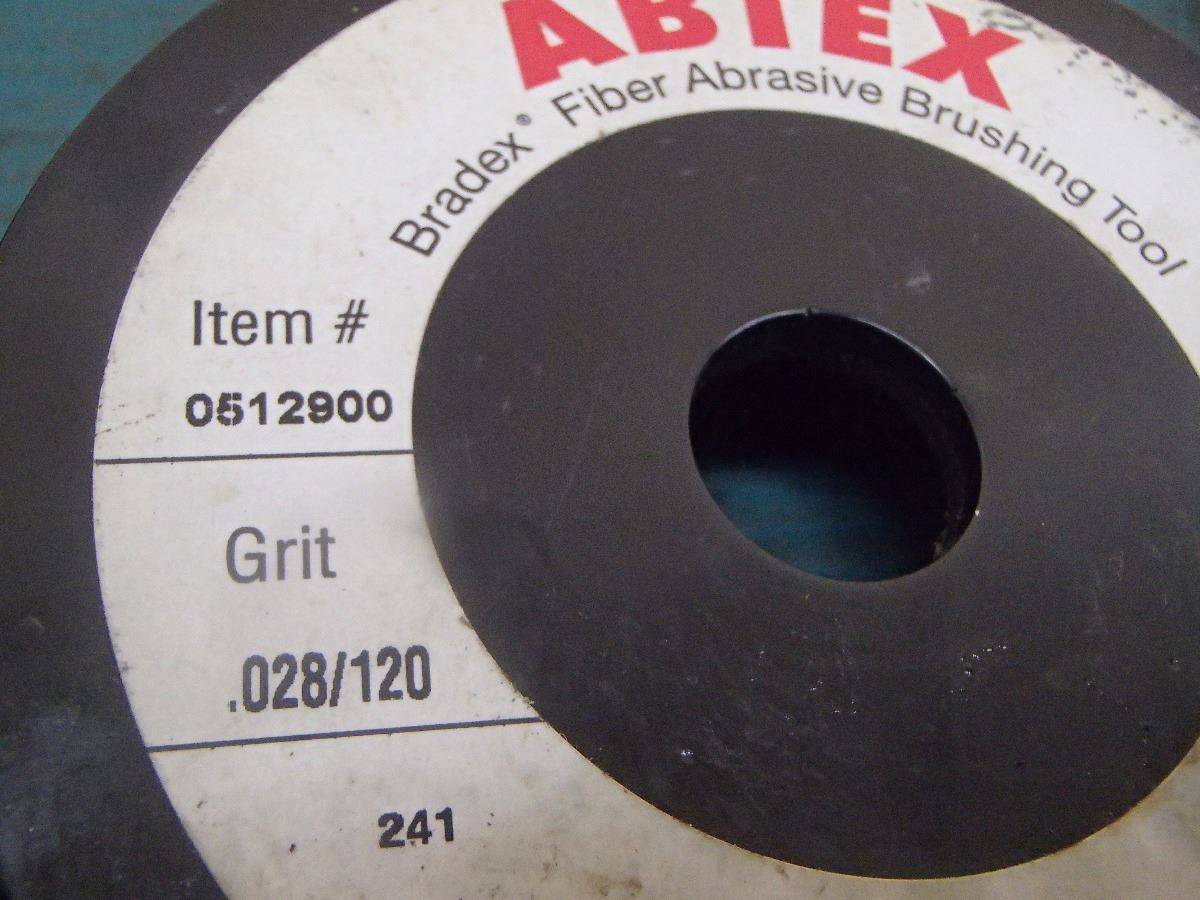 ABTEX
Bradex® Fiber Abrasive Brushing Tool
Item #
0512900
Grit
.028/120
241